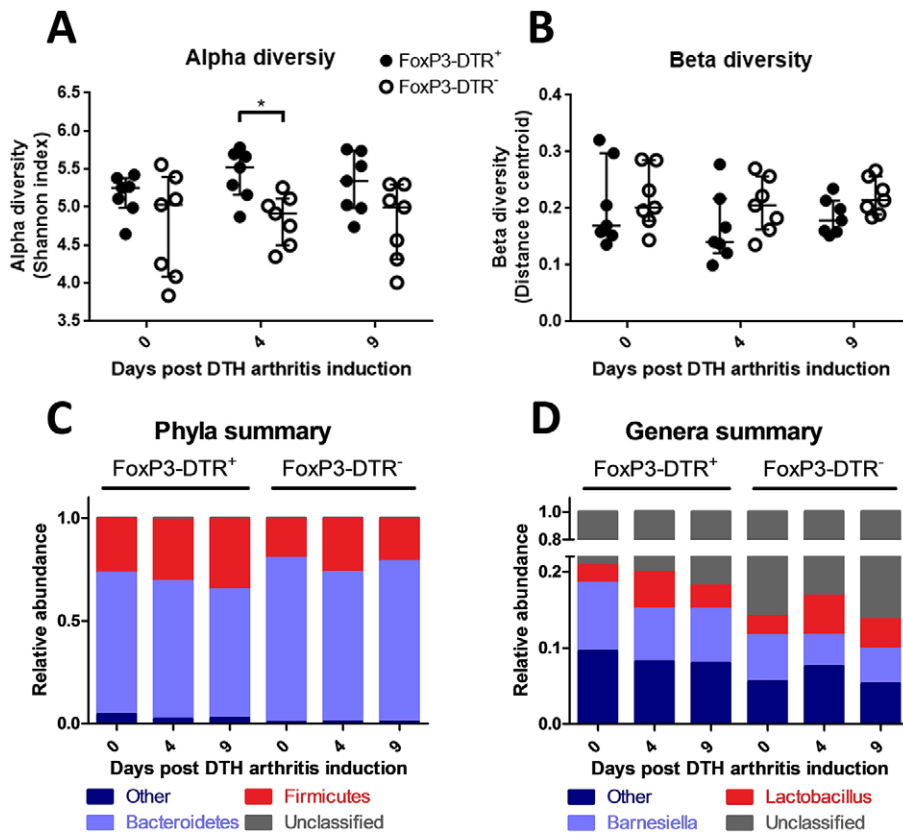 A
Alpha diversiy
FoxP3-DTR+
FoxP3-DTR-
Alpha diversity
(Shannon index)
6.5
6.0
5.5
5.0
4.5
4.0
3.5
*
0
4
9
Days post DTH arthritis induction
B
Beta diversity
Beta diversity
(Distance to centroid)
0.4
0.3
0.2
0.1
0.0
0
4
9
Days post DTH arthritis induction
C
Phyla summary
FoxP3-DTR+
FoxP3-DTR-
Relative abundance
1.0
0.5
0.0
0
4
9
0
4
9
Days post DTH arthritis induction
Other
Firmicutes
Bacteroidetes
Unclassified
D
Genera summary
FoxP3-DTR+
FoxP3-DTR-
Relative abundance
1.0
0.8
0.2
0.1
0.0
0
4
9
0
4
9
Days post DTH arthritis induction
Other
Lactobacillus
Barnesiella
Unclassified